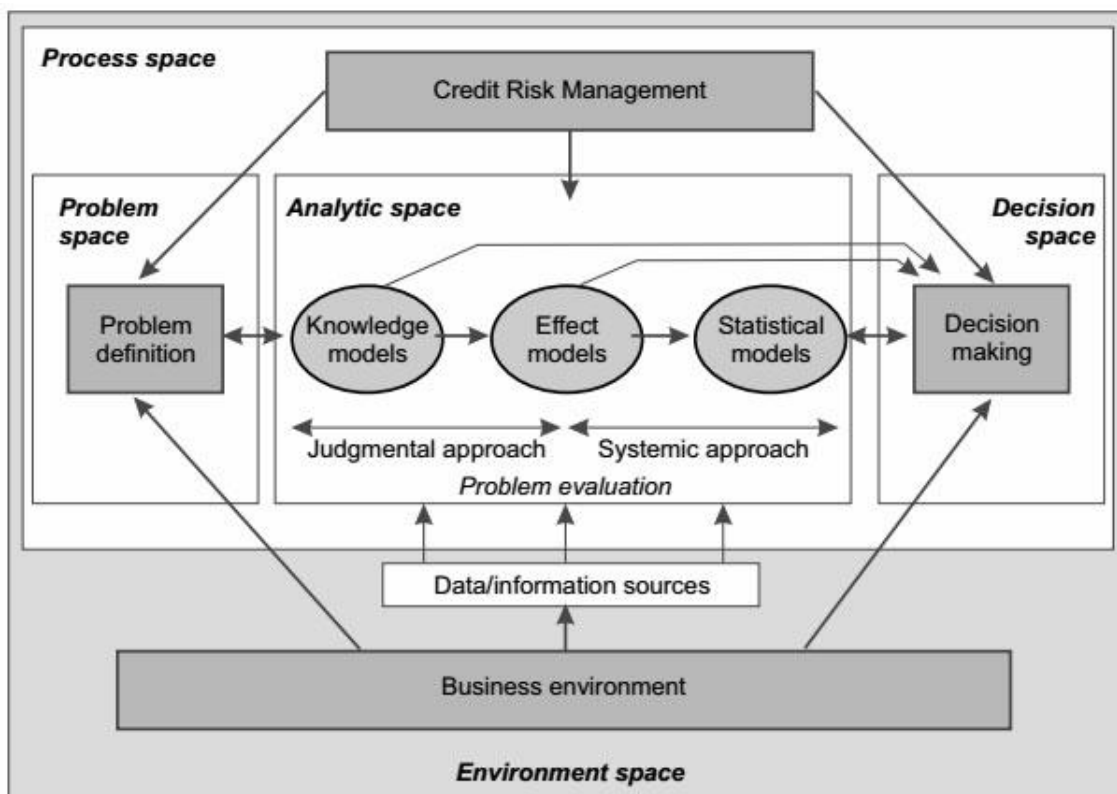 Process space
Credit Risk Management
Problem
space
Analytic space
Decision
space
Problem
definition
Knowledge
models
Effect
models
Statistical
models
Decision
making
Judgmental approach
Systemic approach
Problem evaluation
Data/information sources
Business environment
Environment space